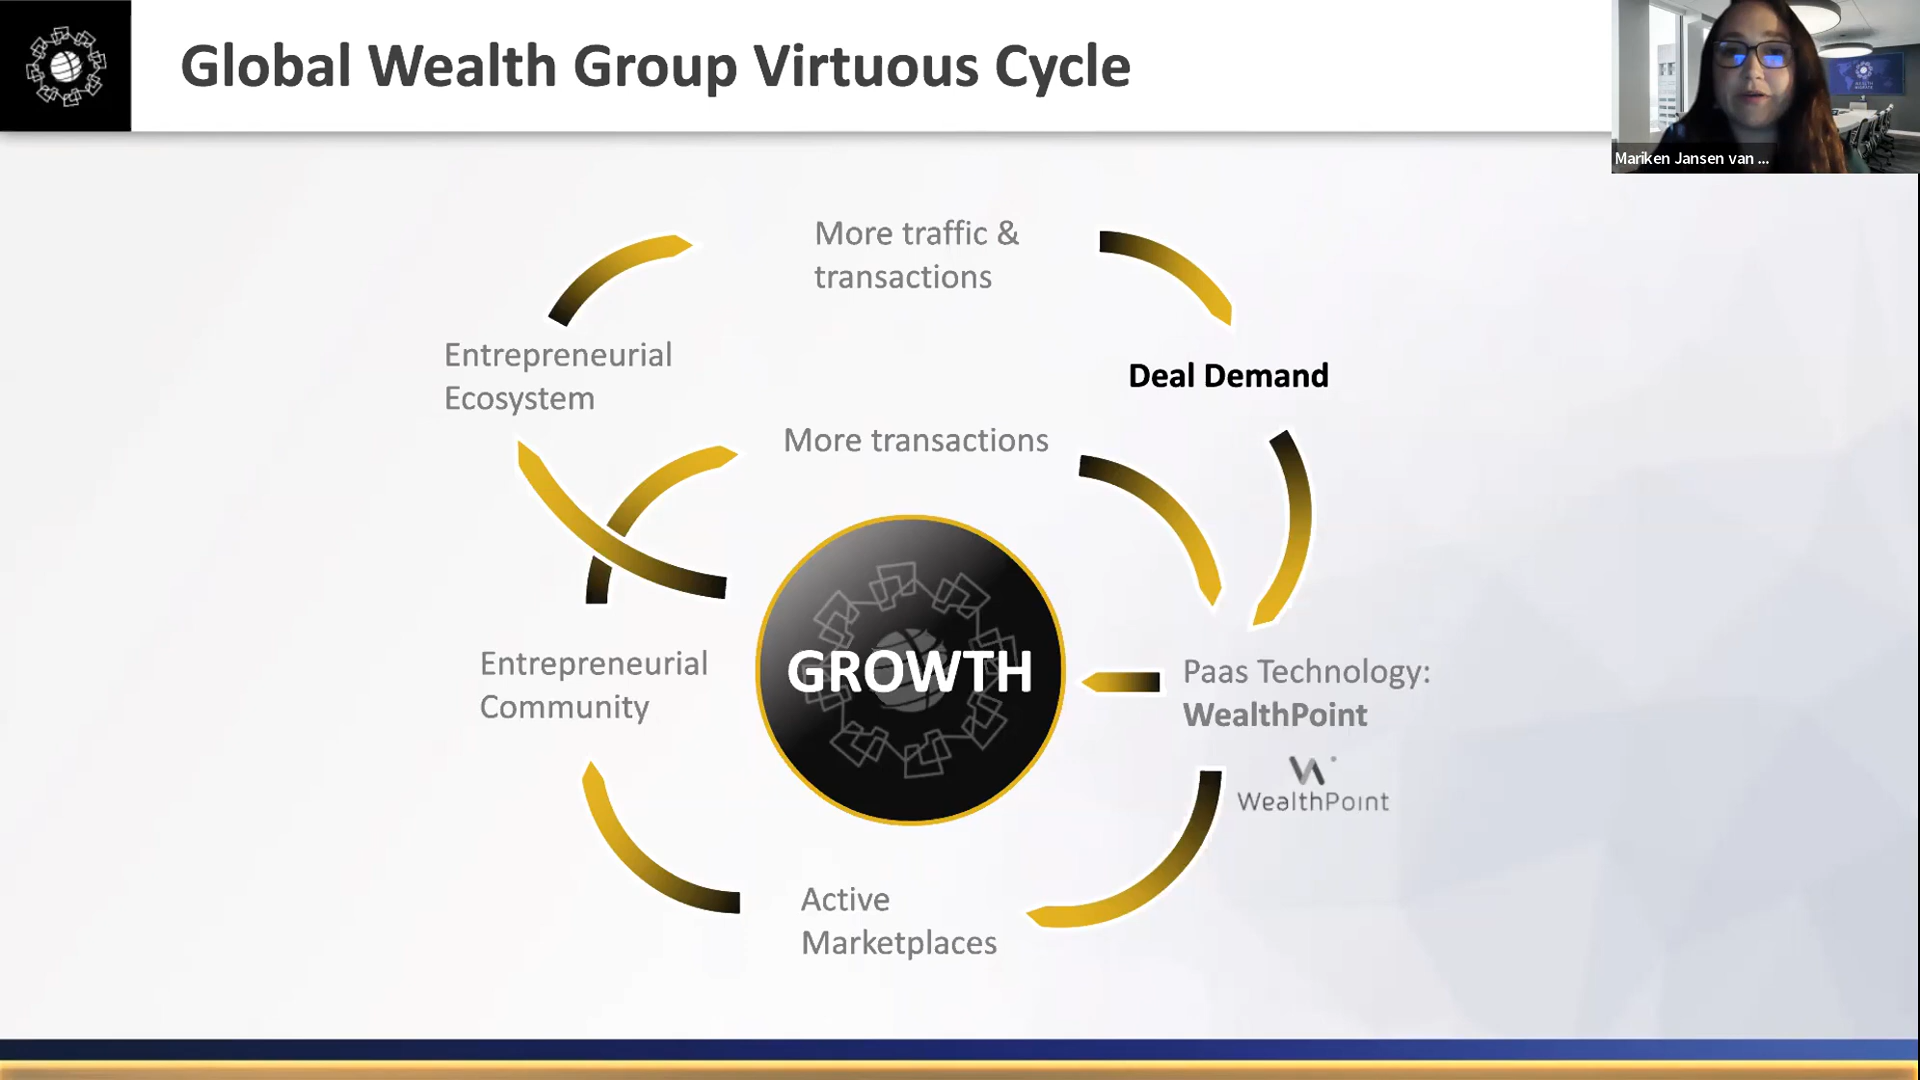 Global Wealth Group Virtuous Cycle
Mariken Jansen van ...
More traffic &
transactions
Entrepreneurial
Ecosystem
Deal Demand
More transactions
GROWTH
Entrepreneurial
Community
Paas Technology:
WealthPoint
WealthPoint
Active
Marketplaces